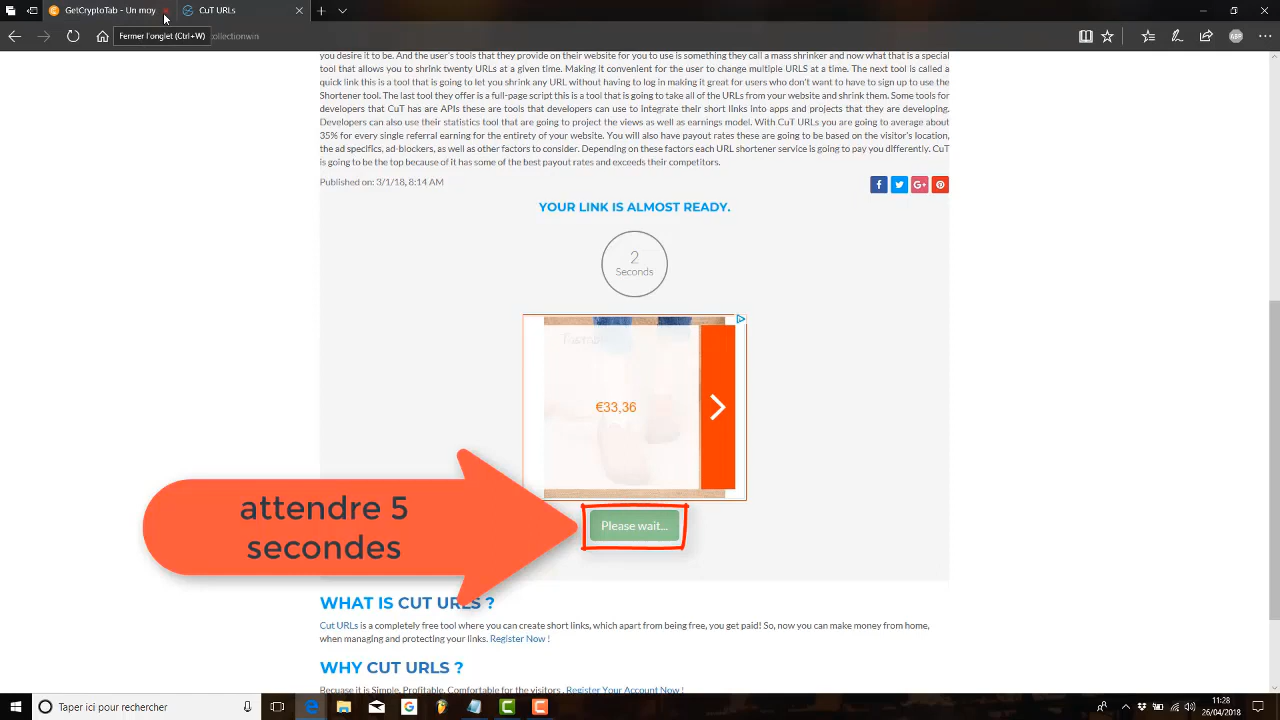 GetCryptoTab - Un moy
CUT URLs
Fermer l'onglet (Ctrl+W)
collectionwin
you desire it to be. And the user's tools that they provide on their website for you to use is something they call a mass shrinker and now what that is a special
tool that allows you to shrink twenty URLs at a given time. Making it convenient for the user to change multiple URLS at a time. The next tool is called a
quick link this is a tool that is going to let you shrink any URL without having to log in making it great for users who don't want to have to sign up to use the
Shortener tool. The last tool they offer is a full-page script this is a tool that is going to take all of the URLs from your website and shrink them. Some tools for
developers that CuT has are APIs these are tools that developers can use to integrate their short links into apps and projects that they are developing.
Developers can also use their statistics tool that are going to project the views as well as earnings model. With CuT URLs you are going to average about
35% for every single referral earning for the entirety of your website. You will also have payout rates these are going to be based on the visitor's location,
the ad specifics, ad-blockers, as well as other factors to consider. Depending on these factors each URL shortener service is going to pay you differently. CuT
is going to be the top because of it has some of the best payout rates and exceeds their competitors.
Published on: 3/1/18, 8:14 AM
YOUR LINK IS ALMOST READY.
2
Seconds
€33,36
attendre 5
secondes
Please wait...
WHAT IS CUT URLS ?
Cut URLs is a completely free tool where you can create short links, which apart from being free, you get paid! So, now you can make money from home,
when managing and protecting your links. Register Now !
WHY CUT URLS ?
Becuase it is Simple, Profitable, Comfortable for the visitors . Register Your Account Now !
Taper ici pour rechercher
11:28
26/04/2018